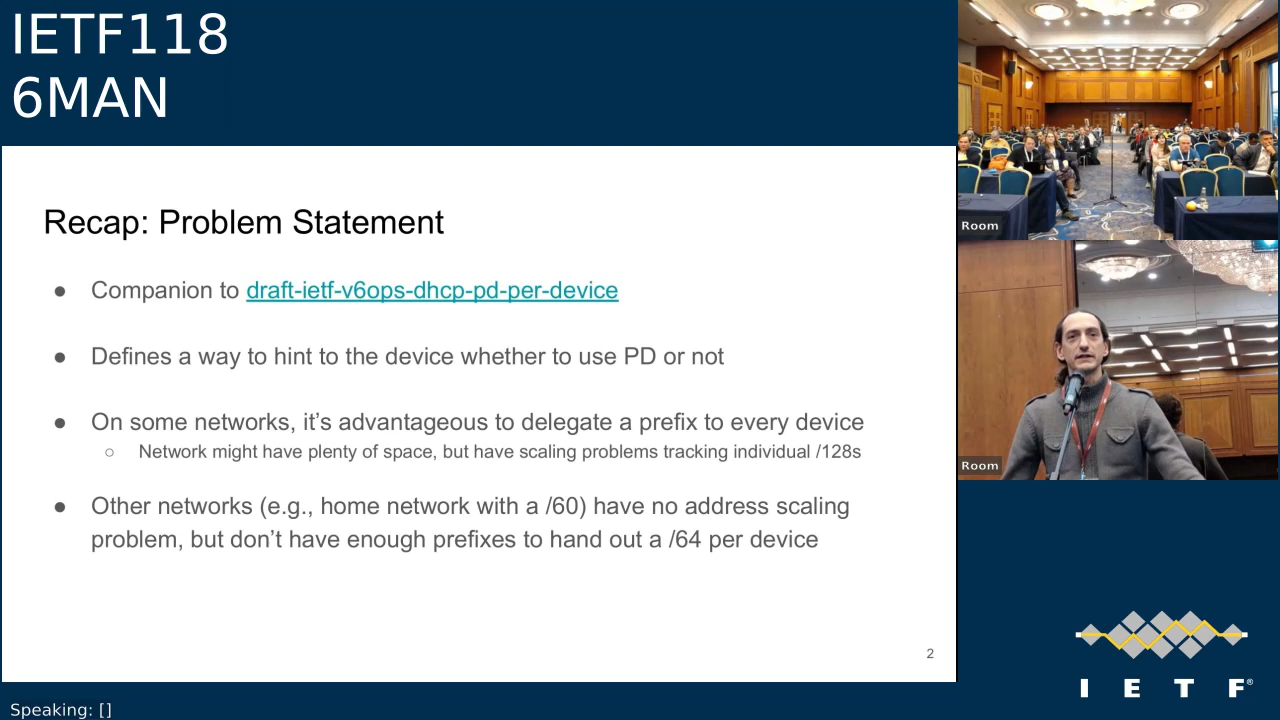 IETF118
6MAN
Recap: Problem Statement
● Companion to draft-ietf-v6ops-dhcp-pd-per-device
● Defines a way to hint to the device whether to use PD or not
● On some networks, it’s advantageous to delegate a prefix to every device
○ Network might have plenty of space, but have scaling problems tracking individual /128s
● Other networks (e.g., home network with a /60) have no address scaling
problem, but don’t have enough prefixes to hand out a /64 per device
2
Room
Room
I E T F®
Speaking: []